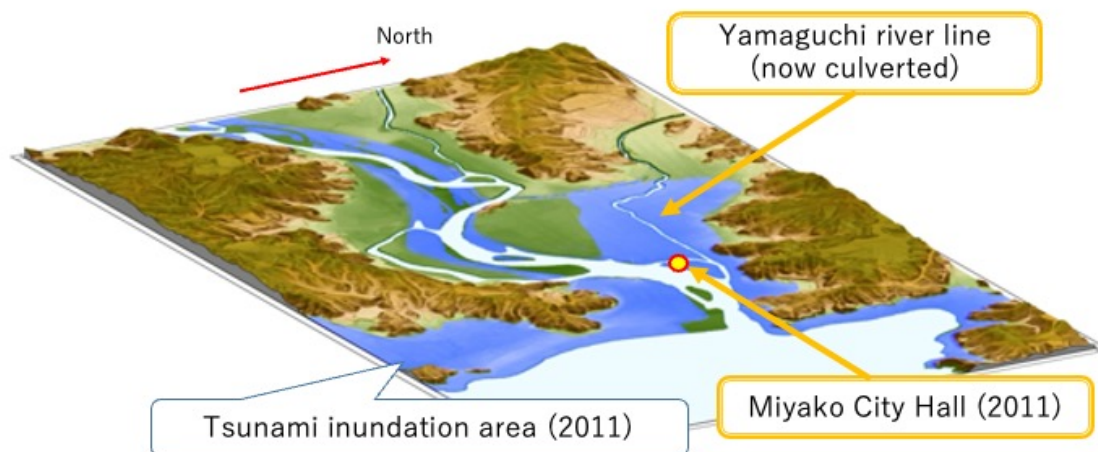 North
Yamaguchi river line
(now culverted)
Miyako City Hall (2011)
Tsunami inundation area (2011)